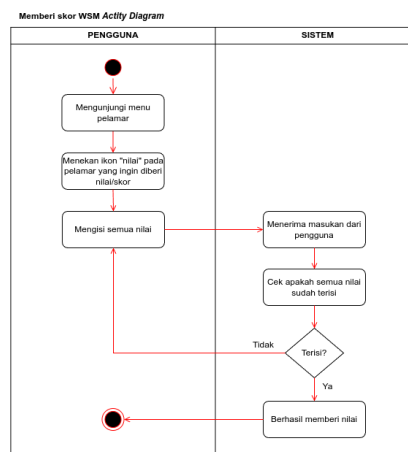 Memberi skor WSM Actity Diagram
PENGGUNA
SISTEM
Mengunjungi menu
pelamar
Menekan ikon "nilai" pada
pelamar yang ingin diberi
nilai/skor
Mengisi semua nilai
Menerima masukan dari
pengguna
Cek apakah semua nilai
sudah terisi
Tidak
Terisi?
Ya
Berhasil memberi nilai